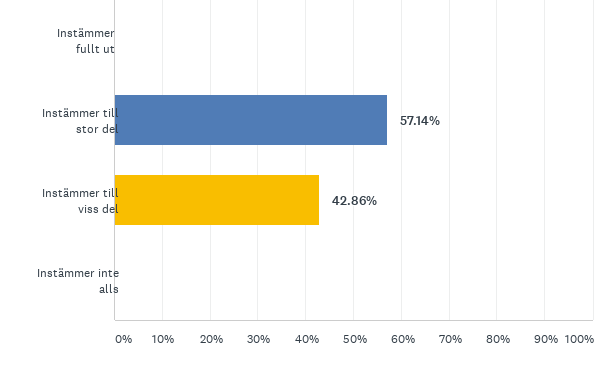 Instämmer
fullt ut
Instämmer till
stor del
57.14%
Instämmer till
viss del
42.86%
Instämmer inte
alls
0% 10% 20% 30% 40% 50% 60% 70% 80% 90% 100%